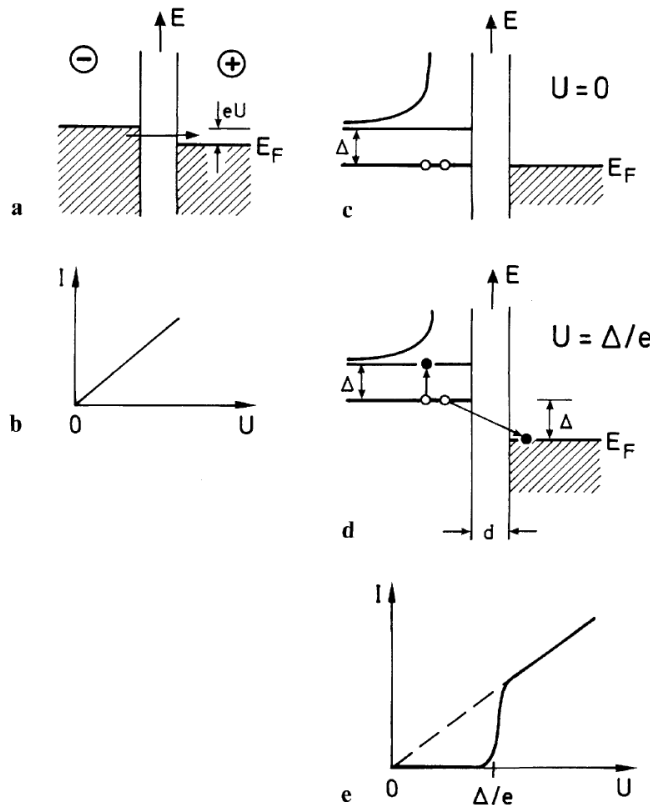 E
⊖ ⊕
eU
E_F
a
I
0 U
b
E
U = 0
Δ
E_F
c
E
U = Δ/e
Δ
Δ
E_F
d
d
I
0 Δ/e U
e